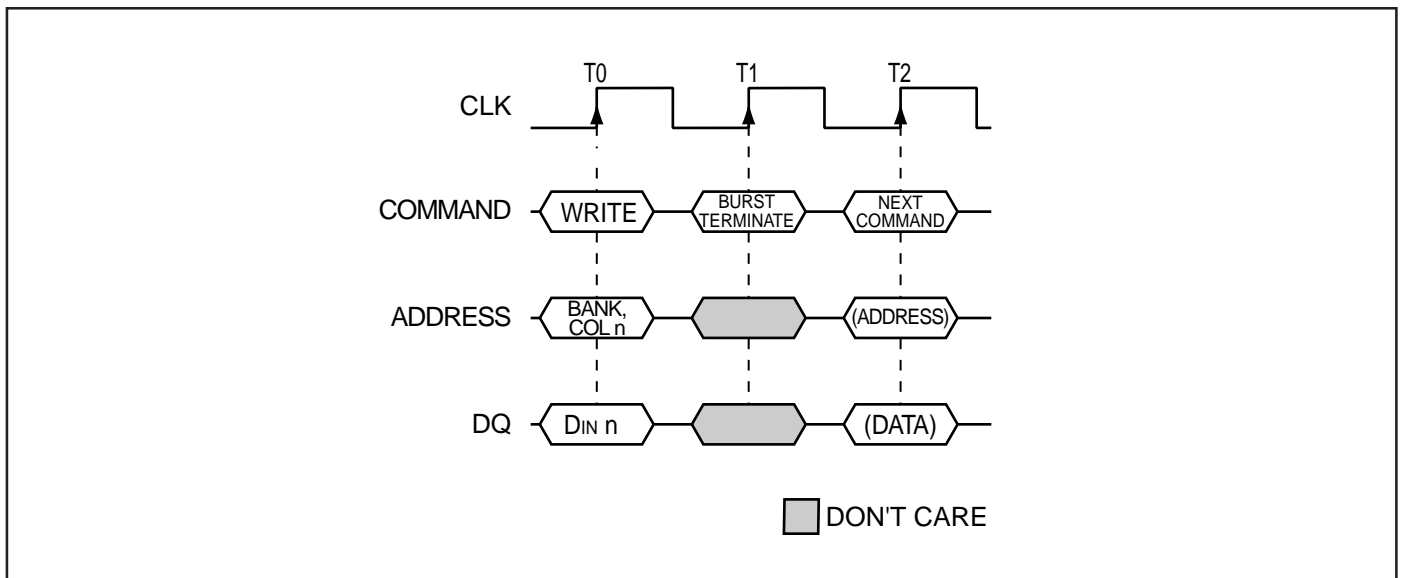 T0 T1 T2
CLK
COMMAND WRITE BURST TERMINATE NEXT COMMAND
ADDRESS BANK, COL n (ADDRESS)
DQ DIN n (DATA)
DON'T CARE